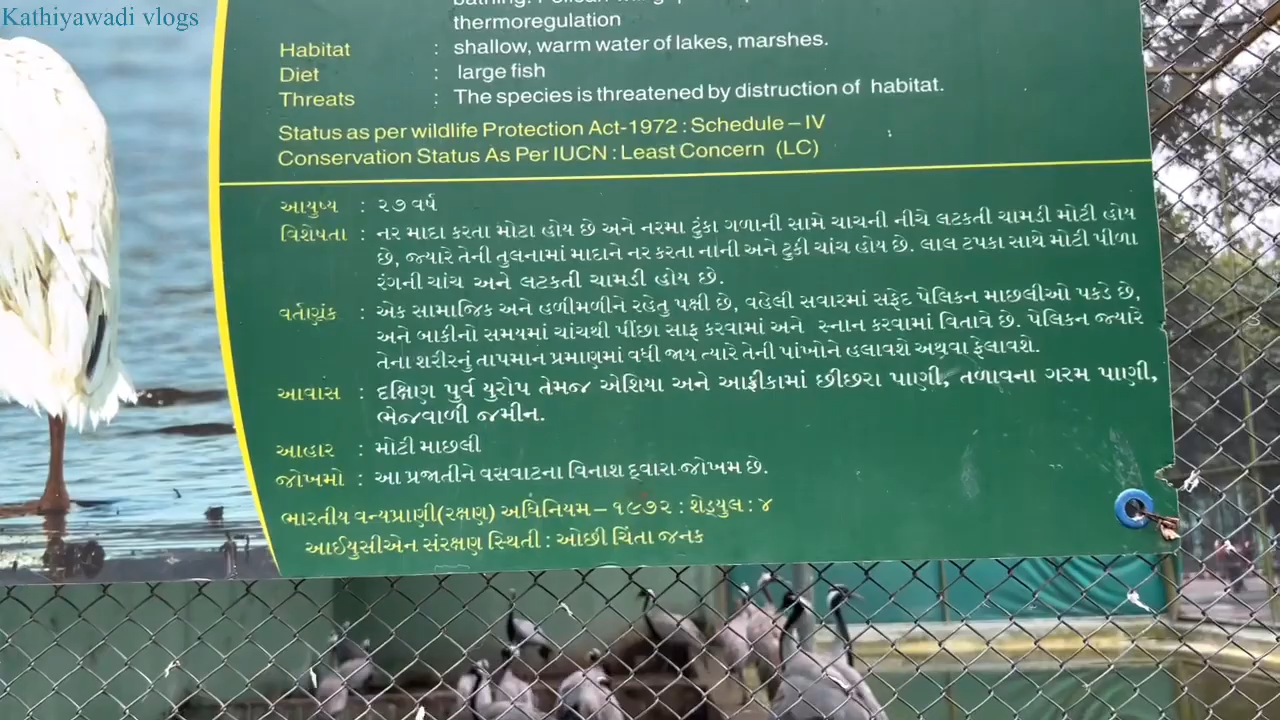 Kathiyawadi vlogs
thermoregulation
Habitat : shallow, warm water of lakes, marshes.
Diet : large fish
Threats : The species is threatened by distruction of habitat.
Status as per wildlife Protection Act-1972 : Schedule – IV
Conservation Status As Per IUCN : Least Concern (LC)
આયુષ્ય : ૨૭ વર્ષ
વિશેષતા : નર માદા કરતા મોટા હોય છે અને નરમા ટુંકા ગળાની સામે ચાચની નીચે લટકતી ચામડી મોટી હોય
છે, જ્યારે તેની તુલનામાં માદાને નર કરતા નાની અને ટુકી ચાંચ હોય છે. લાલ ટપકા સાથે મોટી પીળા
રંગની ચાંચ અને લટકતી ચામડી હોય છે.
વર્તાણુંક : એક સામાજિક અને હળીમળીને રહેતુ પક્ષી છે, વહેલી સવારમાં સફેદ પેલિકન માછલીઓ પકડે છે,
અને બાકીનો સમયમાં ચાંચથી પીંછા સાફ કરવામાં અને સ્નાન કરવામાં વિતાવે છે. પેલિકન જ્યારે
તેના શરીરનું તાપમાન પ્રમાણમાં વધી જાય ત્યારે તેની પાંખોને હલાવશે અથવા ફેલાવશે.
આવાસ : દક્ષિણ પુર્વ યુરોપ તેમજ એશિયા અને આફ્રીકામાં છીછરા પાણી, તળાવના ગરમ પાણી,
ભેજવાળી જમીન.
આહાર : મોટી માછલી
જોખમો : આ પ્રજાતીને વસવાટના વિનાશ દ્વારા જોખમ છે.
ભારતીય વન્યપ્રાણી(રક્ષણ) અધિનિયમ – ૧૯૭૨ : શેડ્યુલ : ૪
આઈયુસીએન સંરક્ષણ સ્થિતી : ઓછી ચિંતા જનક